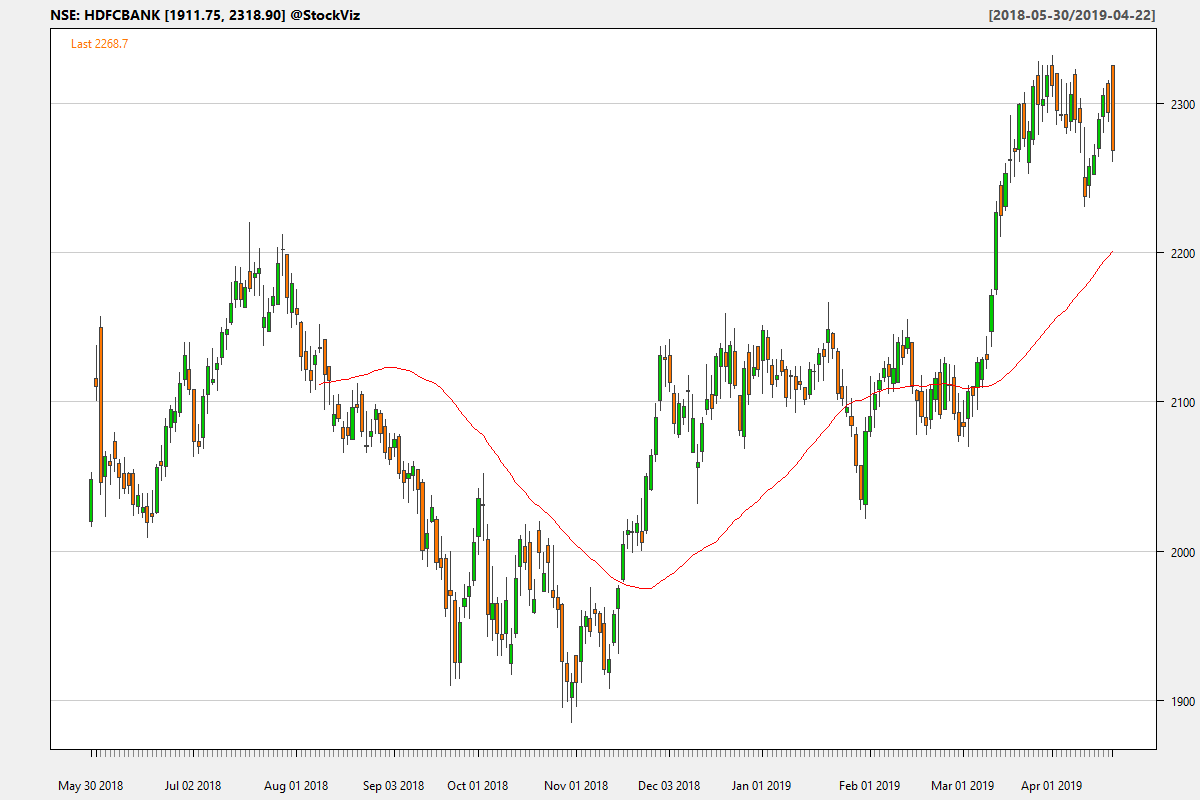 NSE: HDFCBANK [1911.75, 2318.90] @StockViz [2018-05-30/2019-04-22]
Last 2268.7
2300
2200
2100
2000
1900
May 30 2018 Jul 02 2018 Aug 01 2018 Sep 03 2018 Oct 01 2018 Nov 01 2018 Dec 03 2018 Jan 01 2019 Feb 01 2019 Mar 01 2019 Apr 01 2019